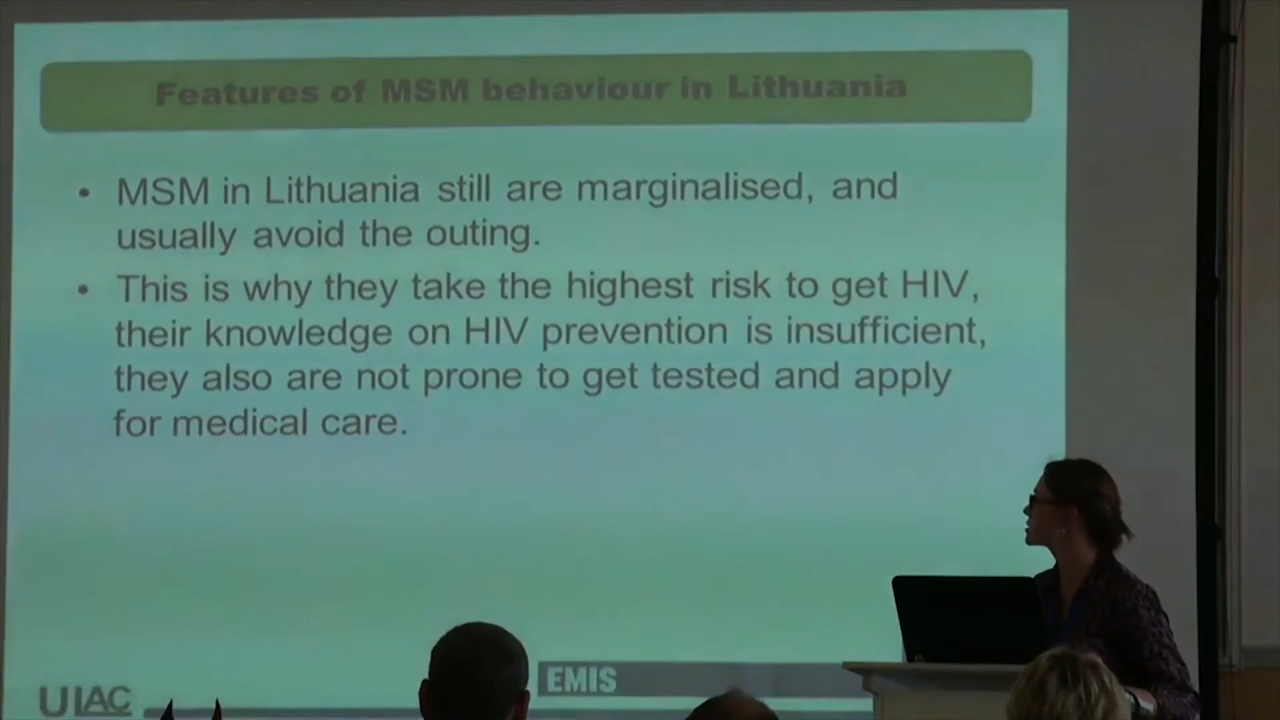 Features of MSM behaviour in Lithuania
• MSM in Lithuania still are marginalised, and
usually avoid the outing.
• This is why they take the highest risk to get HIV,
their knowledge on HIV prevention is insufficient,
they also are not prone to get tested and apply
for medical care.
EMIS
ULAC